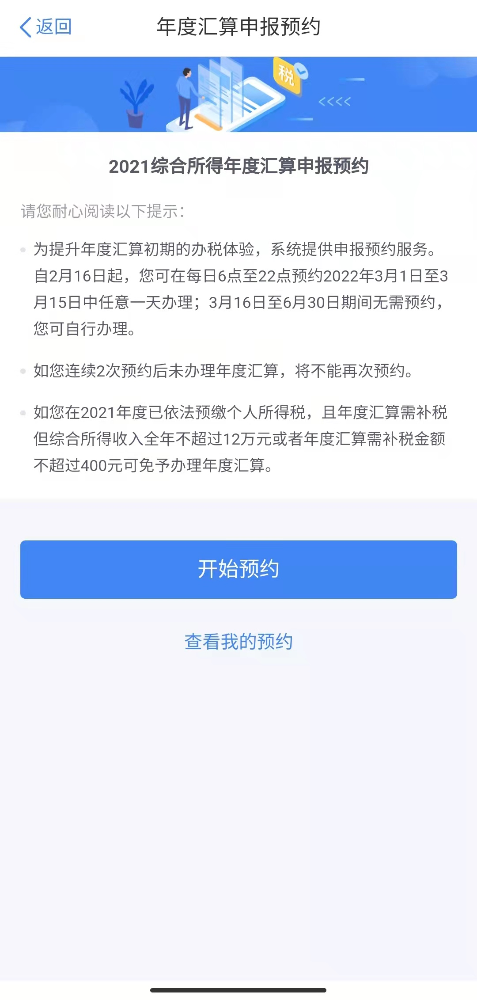 返回
年度汇算申报预约
税
2021综合所得年度汇算申报预约
请您耐心阅读以下提示：
为提升年度汇算初期的办税体验，系统提供申报预约服务。
自2月16日起，您可在每日6点至22点预约2022年3月1日至3
月15日中任意一天办理；3月16日至6月30日期间无需预约，
您可自行办理。
如您连续2次预约后未办理年度汇算，将不能再次预约。
如您在2021年度已依法预缴个人所得税，且年度汇算需补税
但综合所得收入全年不超过12万元或者年度汇算需补税金额
不超过400元可免予办理年度汇算。
开始预约
查看我的预约